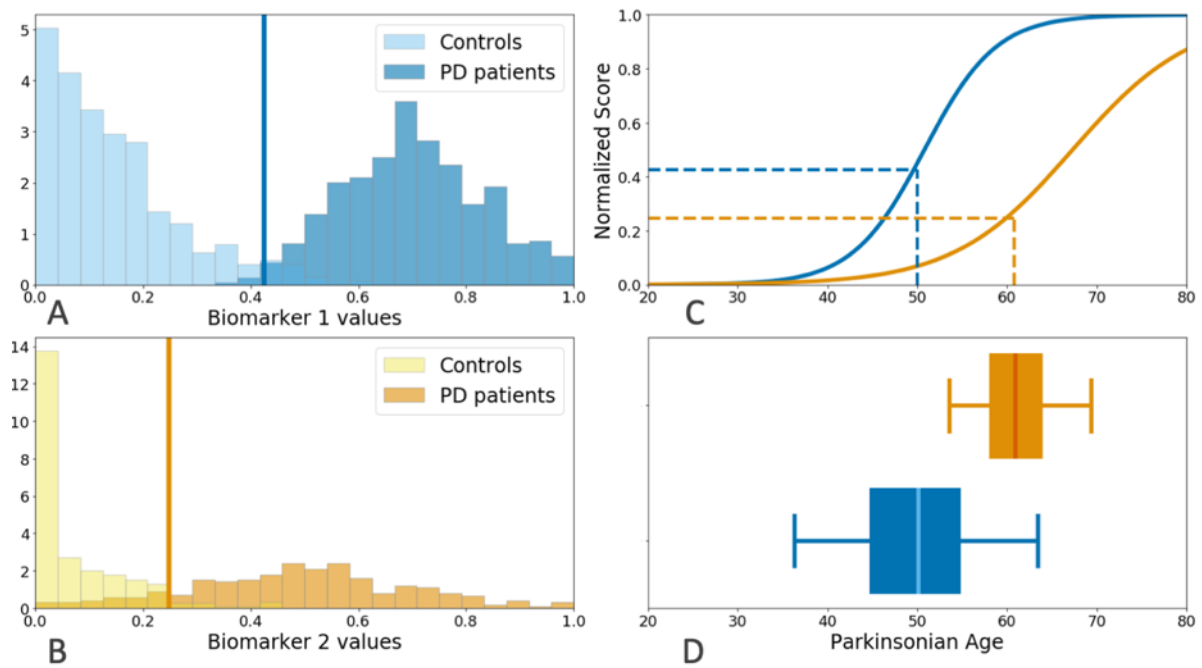 5
4
3
2
1
0
Controls
PD patients
0.0 0.2 0.4 0.6 0.8 1.0
A
Biomarker 1 values
1.0
0.8
0.6
0.4
0.2
0.0
Normalized Score
20 30 40 50 60 70 80
C
14
12
10
8
6
4
2
0
Controls
PD patients
0.0 0.2 0.4 0.6 0.8 1.0
B
Biomarker 2 values
20 30 40 50 60 70 80
D
Parkinsonian Age